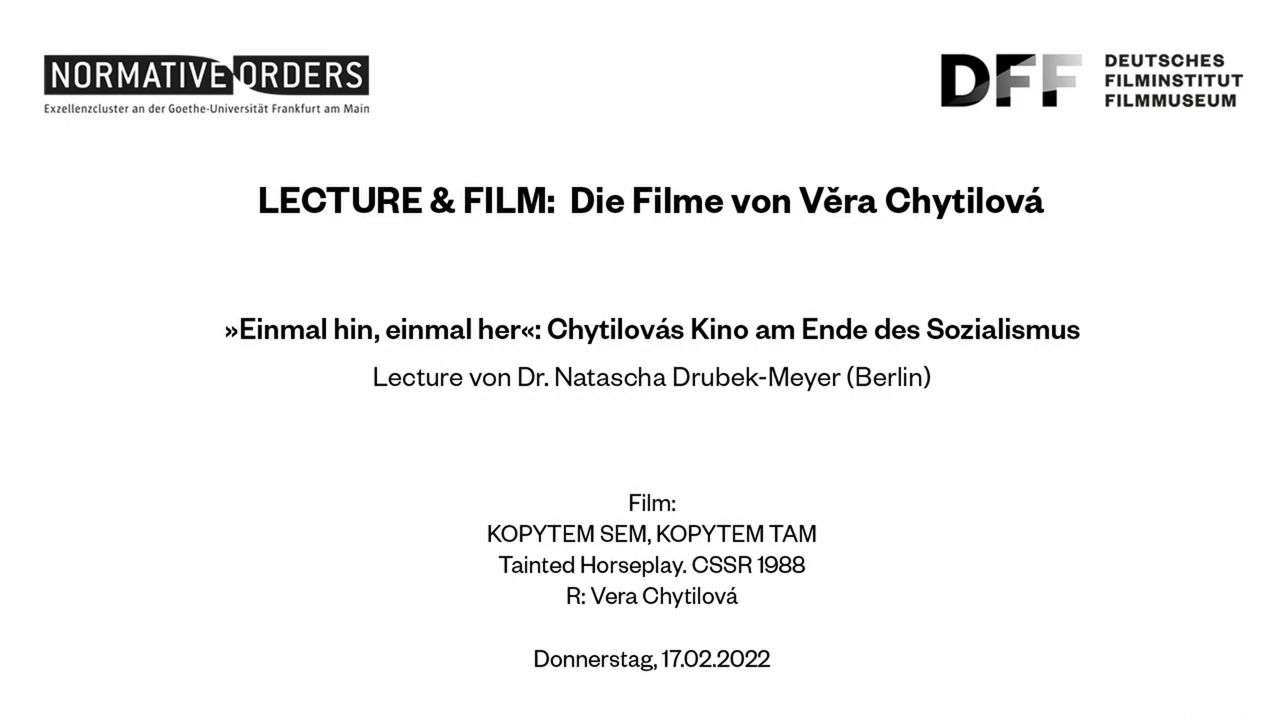 NORMATIVE ORDERS
Exzellenzcluster an der Goethe-Universität Frankfurt am Main
DFF
DEUTSCHES
FILMINSTITUT
FILMMUSEUM
LECTURE & FILM: Die Filme von Věra Chytilová
»Einmal hin, einmal her«: Chytilovás Kino am Ende des Sozialismus
Lecture von Dr. Natascha Drubek-Meyer (Berlin)
Film:
KOPYTEM SEM, KOPYTEM TAM
Tainted Horseplay. CSSR 1988
R: Vera Chytilová
Donnerstag, 17.02.2022